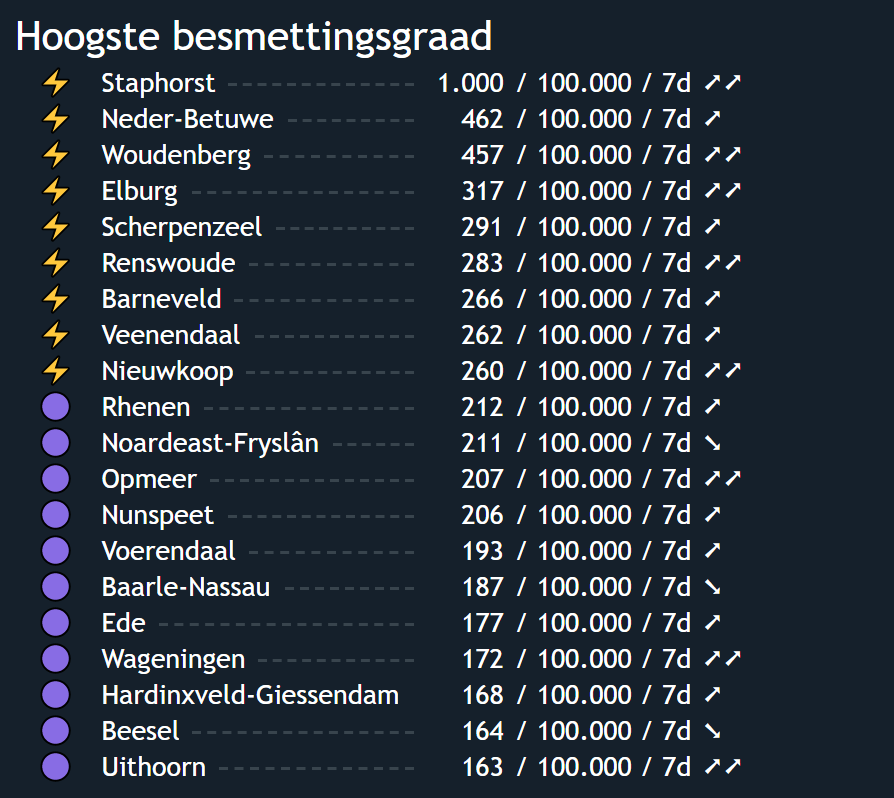 Hoogste besmettingsgraad
Staphorst 1.000 / 100.000 / 7d ➚➚
Neder-Betuwe 462 / 100.000 / 7d ➚
Woudenberg 457 / 100.000 / 7d ➚➚
Elburg 317 / 100.000 / 7d ➚➚
Scherpenzeel 291 / 100.000 / 7d ➚
Renswoude 283 / 100.000 / 7d ➚➚
Barneveld 266 / 100.000 / 7d ➚
Veenendaal 262 / 100.000 / 7d ➚
Nieuwkoop 260 / 100.000 / 7d ➚➚
Rhenen 212 / 100.000 / 7d ➚
Noardeast-Fryslân 211 / 100.000 / 7d ➘
Opmeer 207 / 100.000 / 7d ➚➚
Nunspeet 206 / 100.000 / 7d ➚
Voerendaal 193 / 100.000 / 7d ➚
Baarle-Nassau 187 / 100.000 / 7d ➘
Ede 177 / 100.000 / 7d ➚
Wageningen 172 / 100.000 / 7d ➚➚
Hardinxveld-Giessendam 168 / 100.000 / 7d ➚
Beesel 164 / 100.000 / 7d ➘
Uithoorn 163 / 100.000 / 7d ➚➚